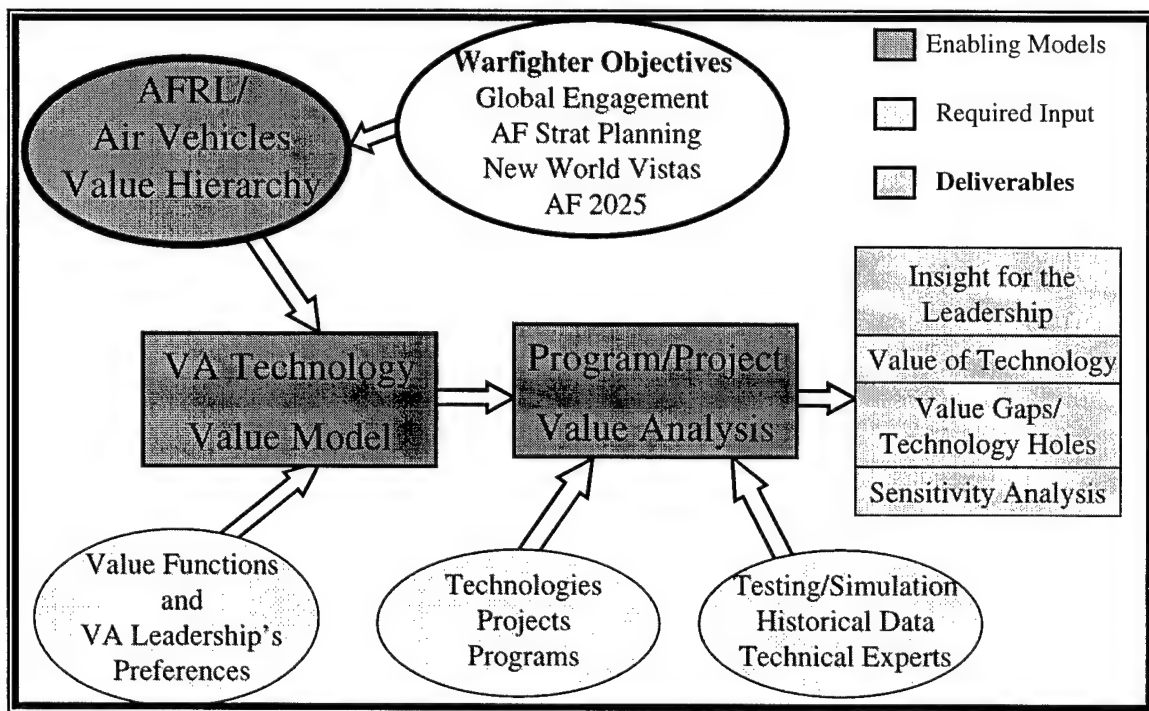 AFRL/
Air Vehicles
Value Hierarchy
Warfighter Objectives
Global Engagement
AF Strat Planning
New World Vistas
AF 2025
Enabling Models
Required Input
Deliverables
VA Technology
Value Model
Program/Project
Value Analysis
Insight for the
Leadership
Value of Technology
Value Gaps/
Technology Holes
Sensitivity Analysis
Value Functions
and
VA Leadership's
Preferences
Technologies
Projects
Programs
Testing/Simulation
Historical Data
Technical Experts